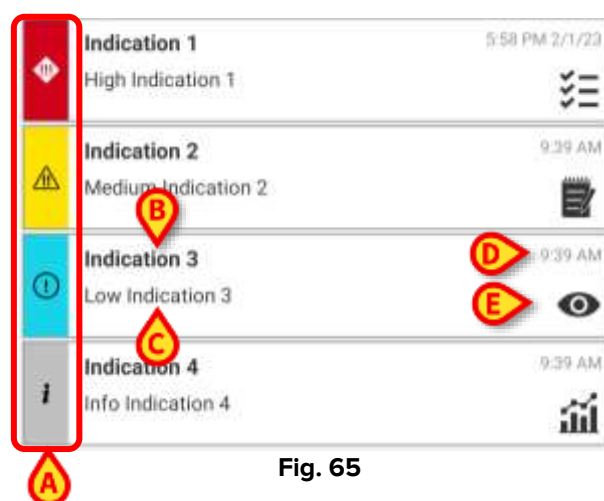 Indication 1
5:58 PM 2/1/23
High Indication 1
Indication 2
9:39 AM
Medium Indication 2
B
Indication 3
D
9:39 AM
Low Indication 3
E
C
Indication 4
9:39 AM
i
Info Indication 4
A
Fig. 65